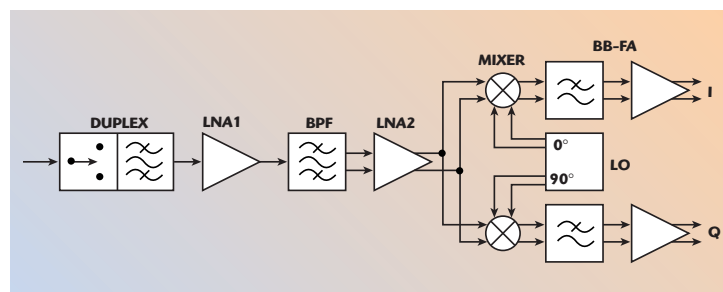 DUPLEX
LNA1
BPF
LNA2
MIXER
BB-FA
I
0°
90°
LO
Q